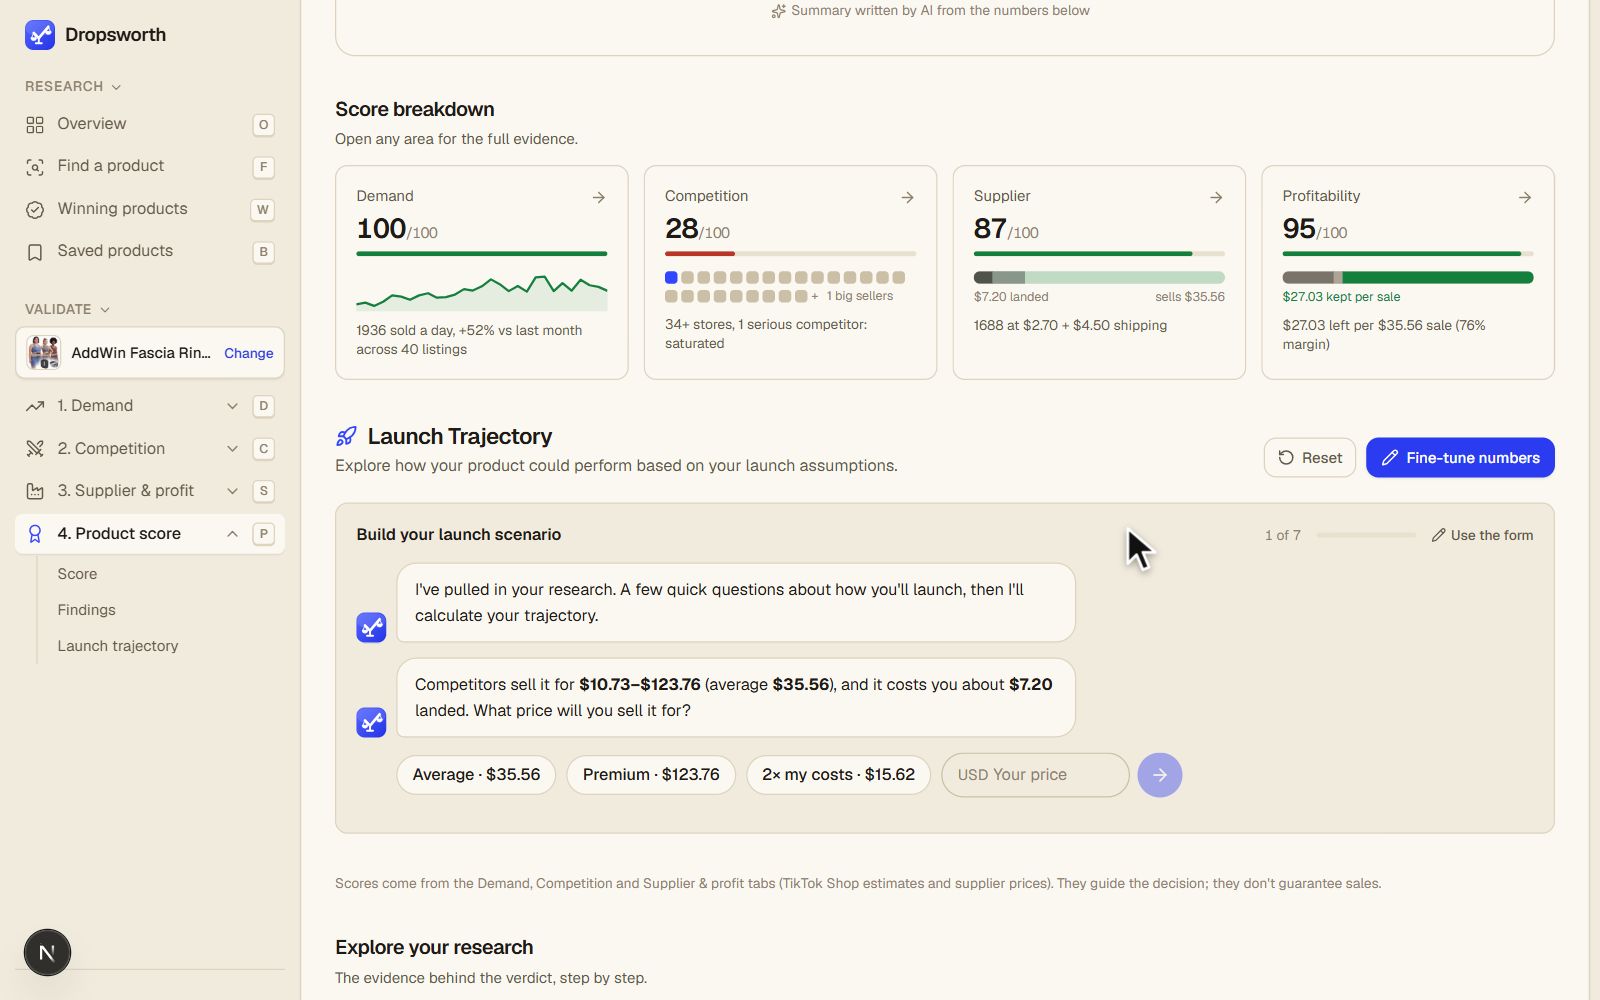 Dropsworth
RESEARCH
Overview
O
Find a product
F
Winning products
W
Saved products
B
VALIDATE
AddWin Fascia Rin...
Change
1. Demand
D
2. Competition
C
3. Supplier & profit
S
4. Product score
P
Score
Findings
Launch trajectory
N
Summary written by AI from the numbers below
Score breakdown
Open any area for the full evidence.
Demand
100/100
1936 sold a day, +52% vs last month
across 40 listings
Competition
28/100
+ 1 big sellers
34+ stores, 1 serious competitor:
saturated
Supplier
87/100
$7.20 landed
sells $35.56
1688 at $2.70 + $4.50 shipping
Profitability
95/100
$27.03 kept per sale
$27.03 left per $35.56 sale (76%
margin)
Launch Trajectory
Explore how your product could perform based on your launch assumptions.
Reset
Fine-tune numbers
Build your launch scenario
1 of 7
Use the form
I've pulled in your research. A few quick questions about how you'll launch, then I'll
calculate your trajectory.
Competitors sell it for $10.73–$123.76 (average $35.56), and it costs you about $7.20
landed. What price will you sell it for?
Average · $35.56
Premium · $123.76
2× my costs · $15.62
USD Your price
Scores come from the Demand, Competition and Supplier & profit tabs (TikTok Shop estimates and supplier prices). They guide the decision; they don't guarantee sales.
Explore your research
The evidence behind the verdict, step by step.